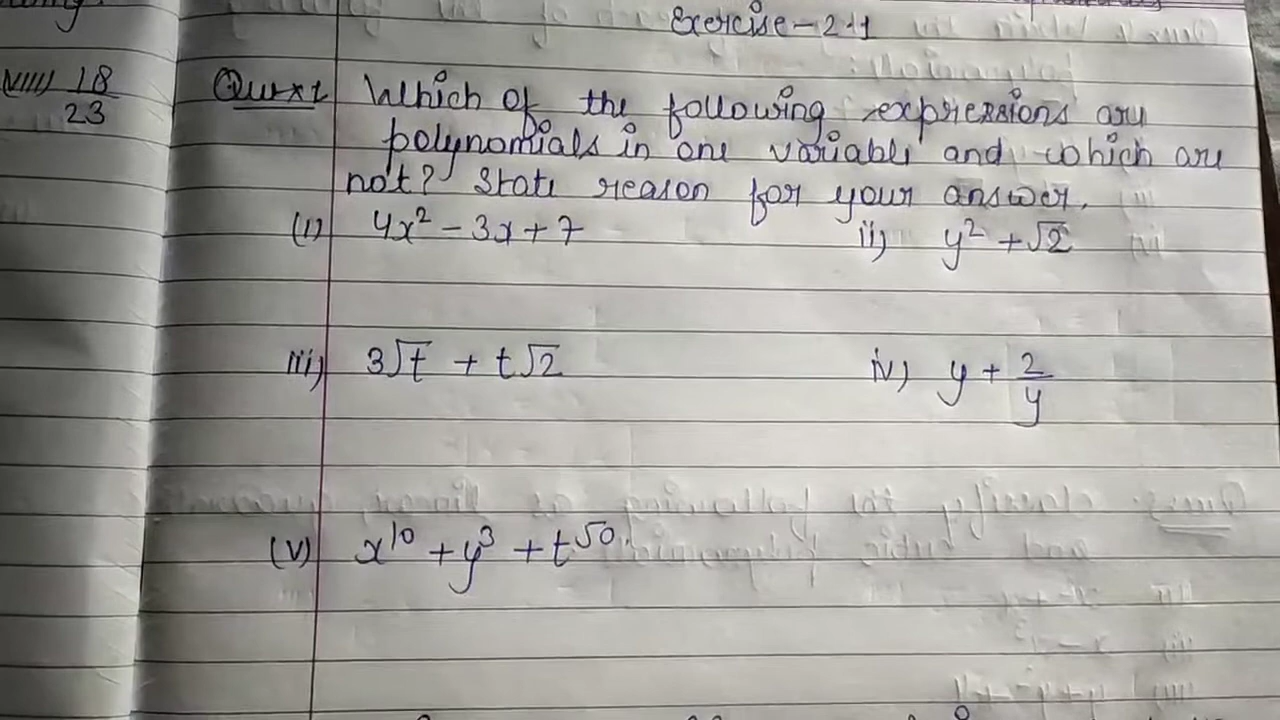 Exercise-2.1
(VIII) 18/23
Ques1 Which of the following expressions are
polynomials in one variable and which are
not? State reason for your answer.
(i) 4x² - 3x + 7 ii) y² + √2
iii) 3√t + t√2 iv) y + 2/y
(v) x¹⁰ + y³ + t⁵⁰.